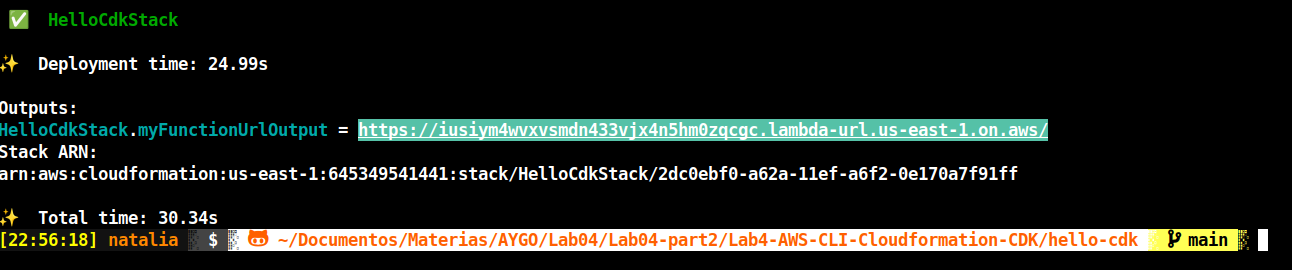 ✅  HelloCdkStack
✨  Deployment time: 24.99s
Outputs:
HelloCdkStack.myFunctionUrlOutput = https://iusiym4wvxvsmdn433vjx4n5hm0zqcgc.lambda-url.us-east-1.on.aws/
Stack ARN:
arn:aws:cloudformation:us-east-1:645349541441:stack/HelloCdkStack/2dc0ebf0-a62a-11ef-a6f2-0e170a7f91ff
✨  Total time: 30.34s
[22:56:18] natalia $ ~/Documentos/Materias/AYGO/Lab04/Lab04-part2/Lab4-AWS-CLI-Cloudformation-CDK/hello-cdk main